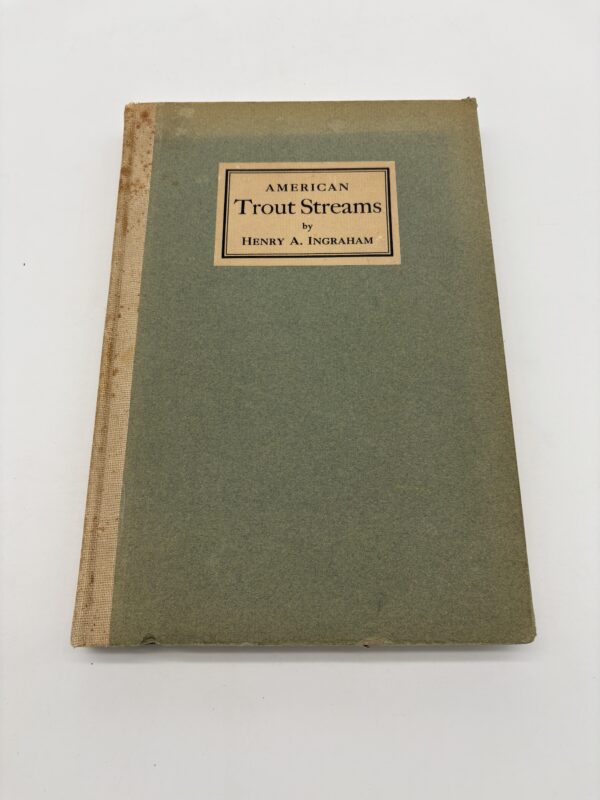 AMERICAN
Trout Streams
by
HENRY A. INGRAHAM